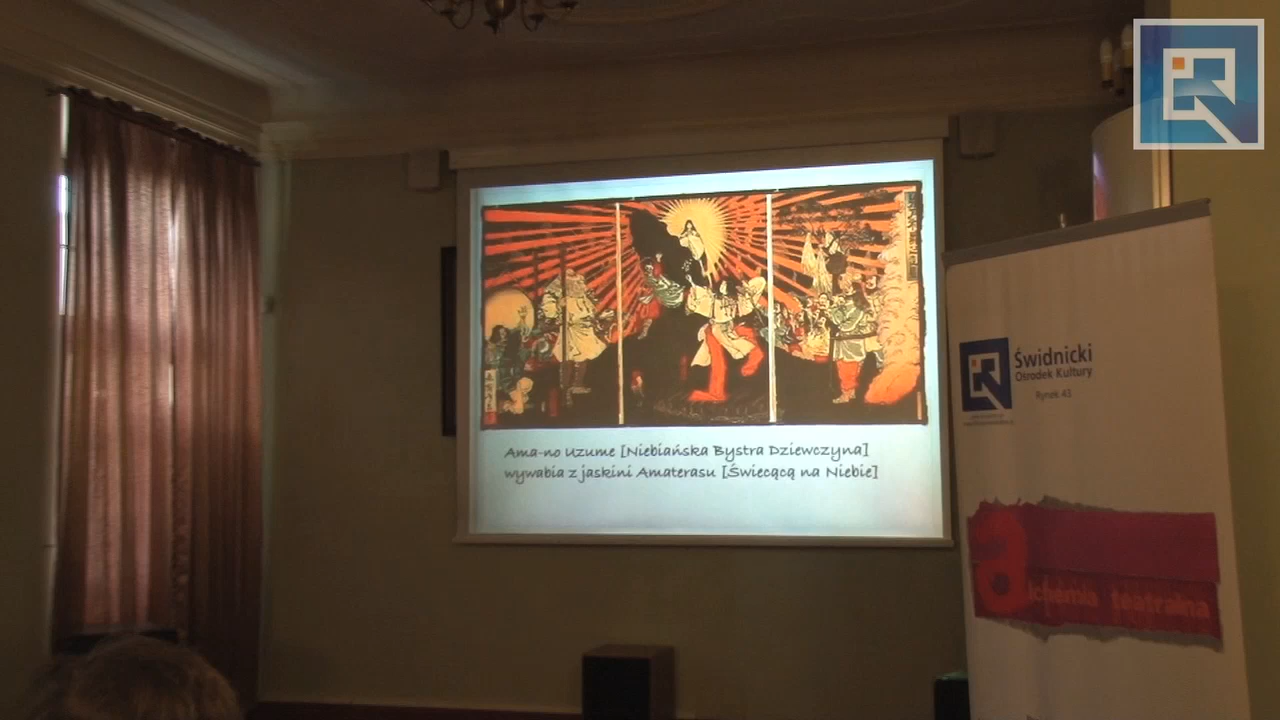 Ama-no Uzume [Niebiańska Bystra Dziewczyna]
wywabia z jaskini Amaterasu [Świecącą na Niebie]
Świdnicki
Ośrodek Kultury
Rynek 43
alchemia teatralna